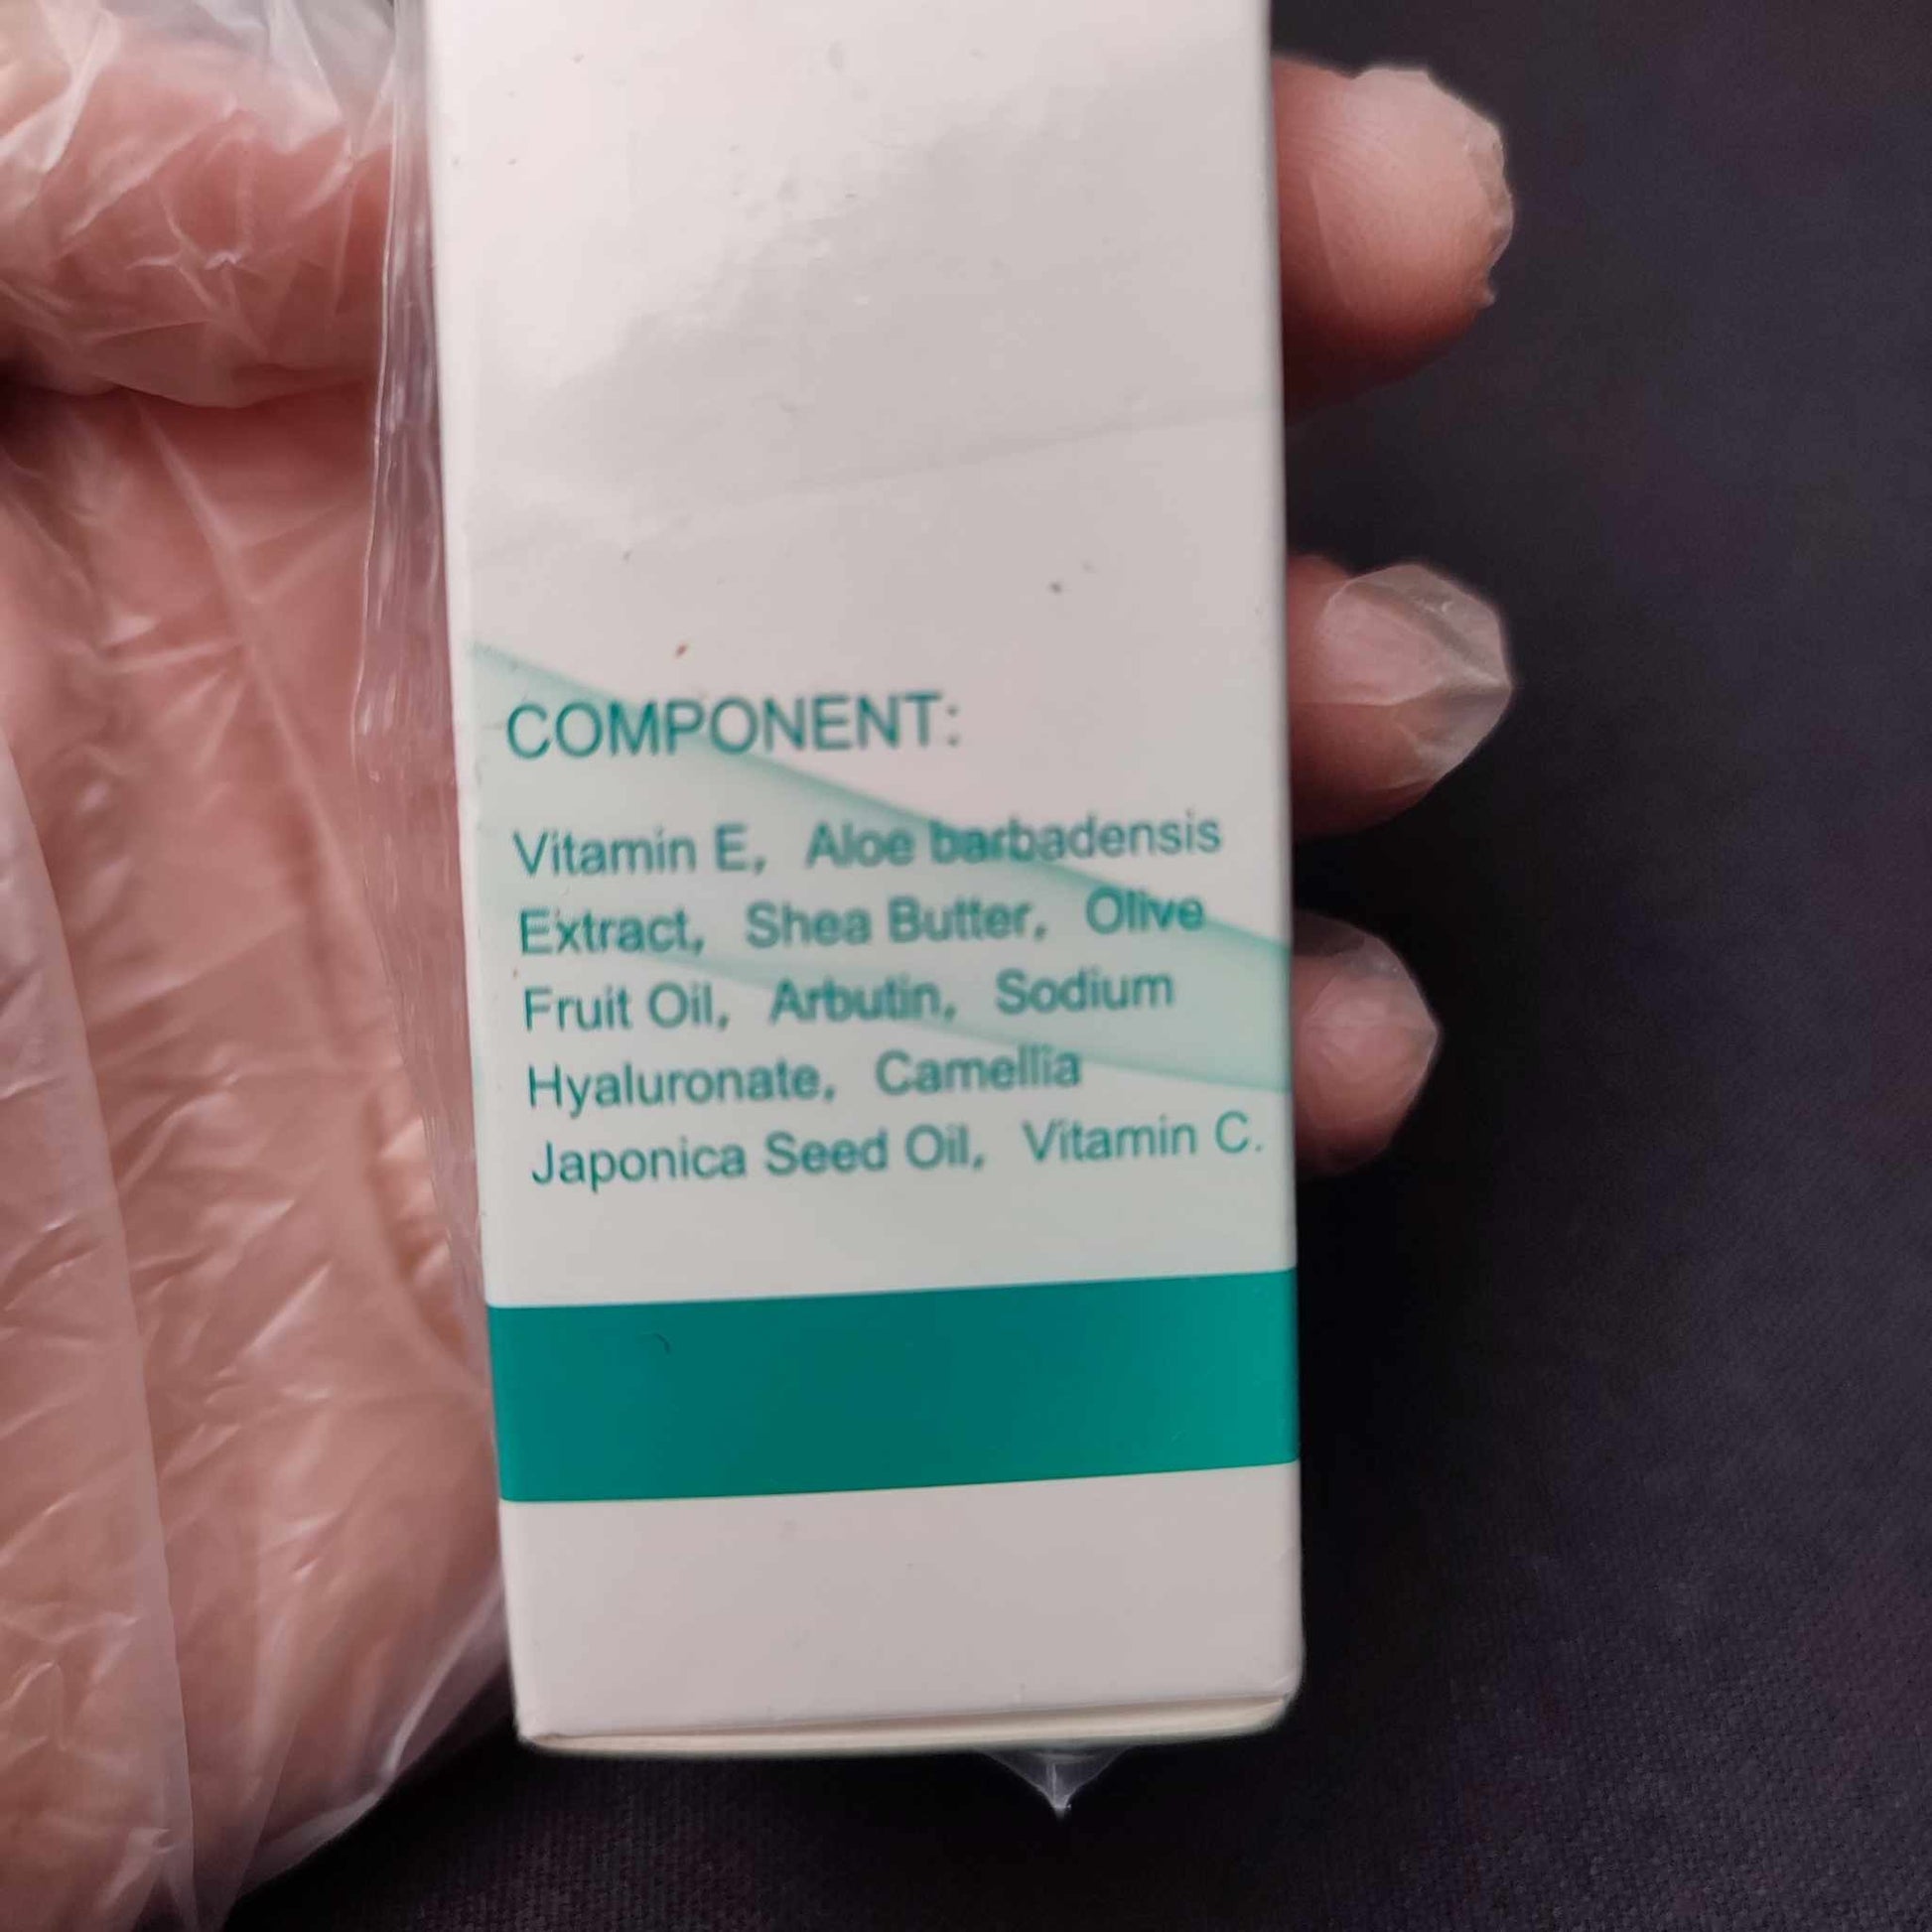 COMPONENT:
Vitamin E, Aloe barbadensis
Extract, Shea Butter, Olive
Fruit Oil, Arbutin, Sodium
Hyaluronate, Camellia
Japonica Seed Oil, Vitamin C.